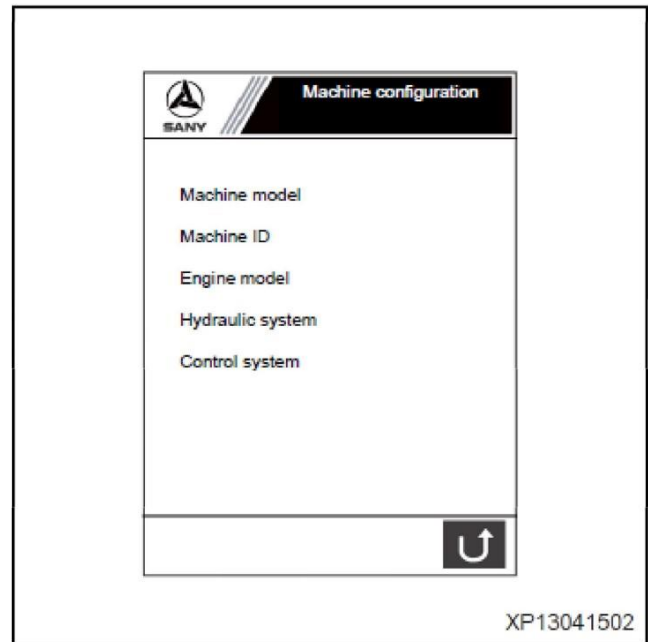 SANY
Machine configuration
Machine model
Machine ID
Engine model
Hydraulic system
Control system
XP13041502